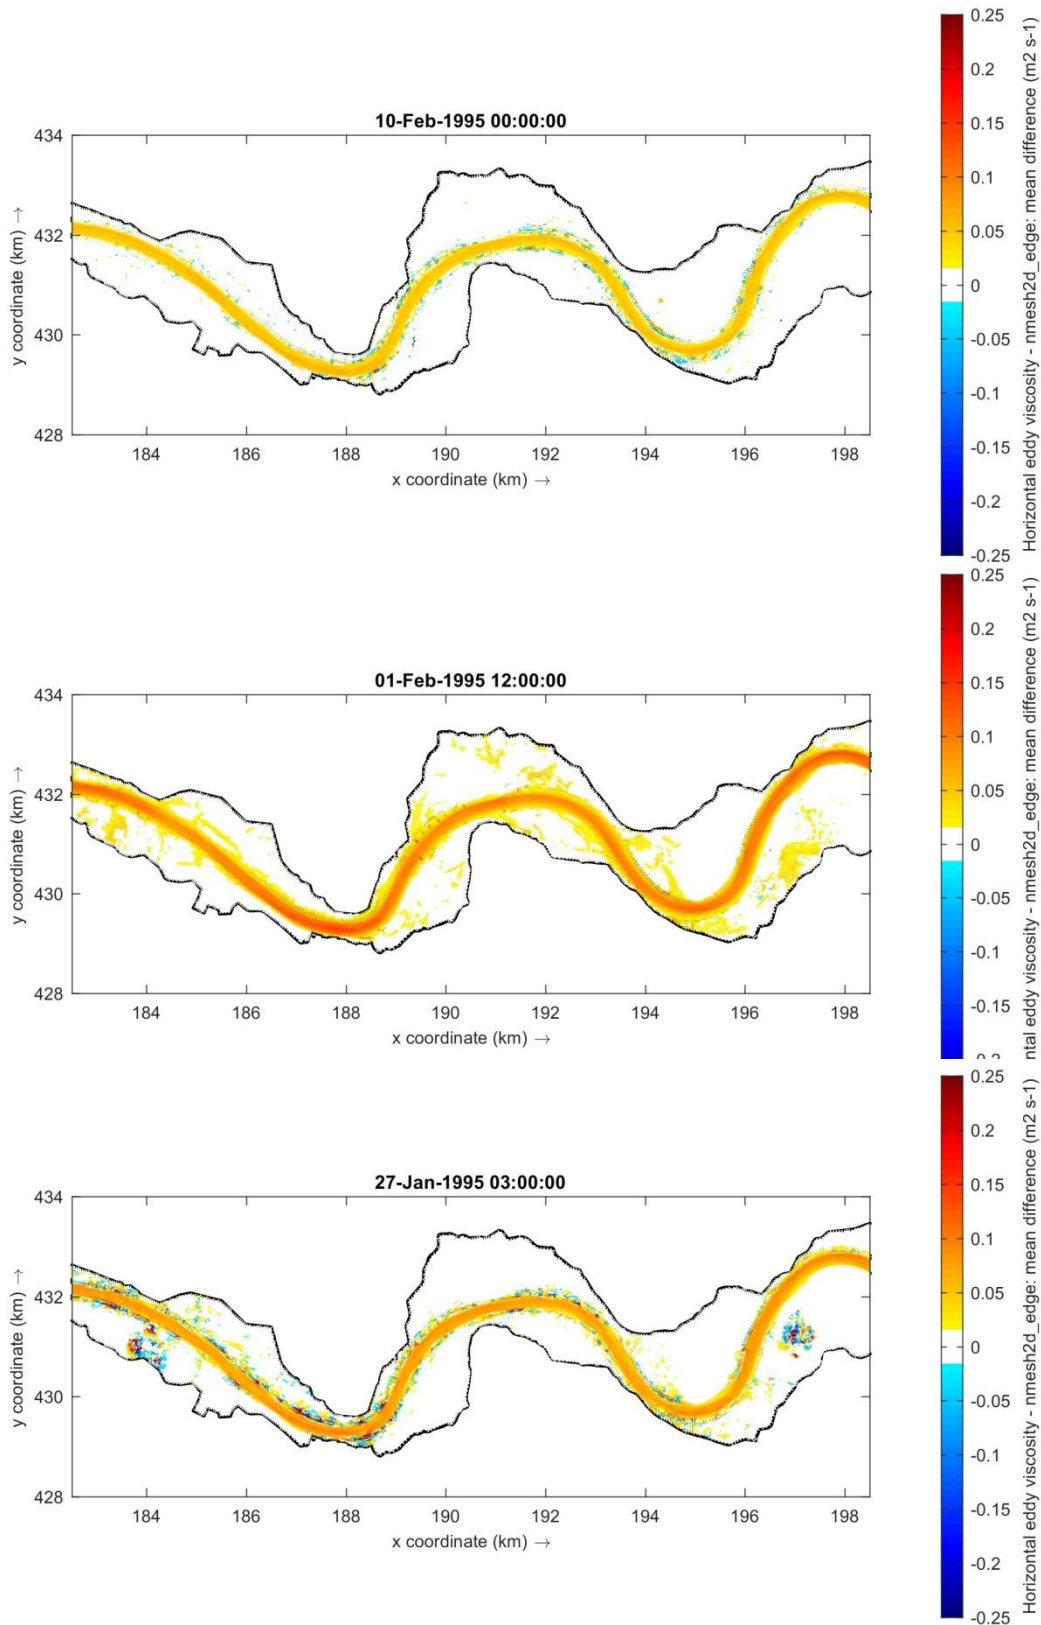 10-Feb-1995 00:00:00
434
432
430
428
y coordinate (km) →
184 186 188 190 192 194 196 198
x coordinate (km) →
0.25
0.2
0.15
0.1
0.05
0
-0.05
-0.1
-0.15
-0.2
-0.25
Horizontal eddy viscosity - nmesh2d_edge: mean difference (m2 s-1)
01-Feb-1995 12:00:00
434
432
430
428
y coordinate (km) →
184 186 188 190 192 194 196 198
x coordinate (km) →
0.25
0.2
0.15
0.1
0.05
0
-0.05
-0.1
-0.15
ntal eddy viscosity - nmesh2d_edge: mean difference (m2 s-1)
27-Jan-1995 03:00:00
434
432
430
428
y coordinate (km) →
184 186 188 190 192 194 196 198
x coordinate (km) →
0.25
0.2
0.15
0.1
0.05
0
-0.05
-0.1
-0.15
-0.2
-0.25
Horizontal eddy viscosity - nmesh2d_edge: mean difference (m2 s-1)